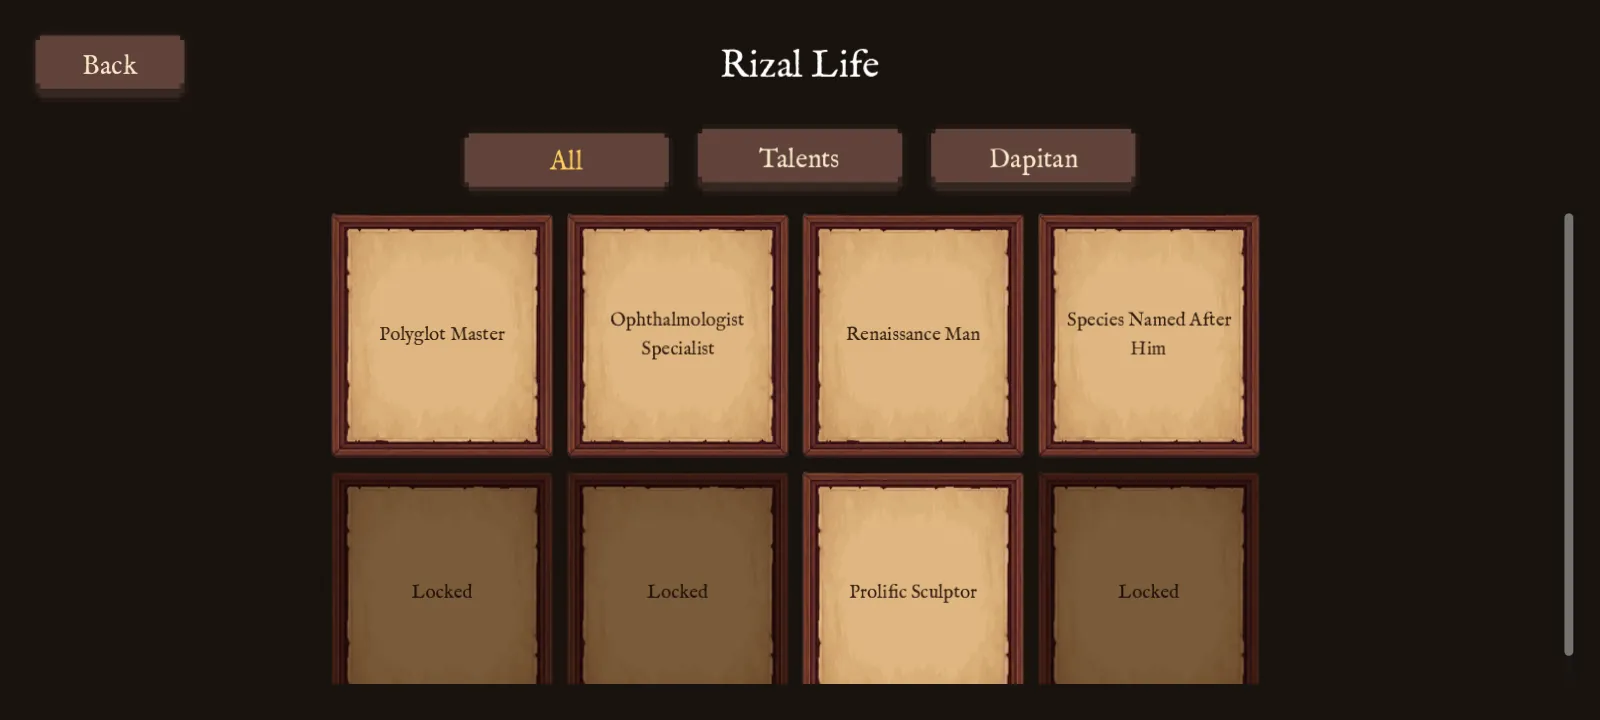 Back
Rizal Life
All
Talents
Dapitan
Polyglot Master
Ophthalmologist
Specialist
Renaissance Man
Species Named After
Him
Locked
Locked
Prolific Sculptor
Locked